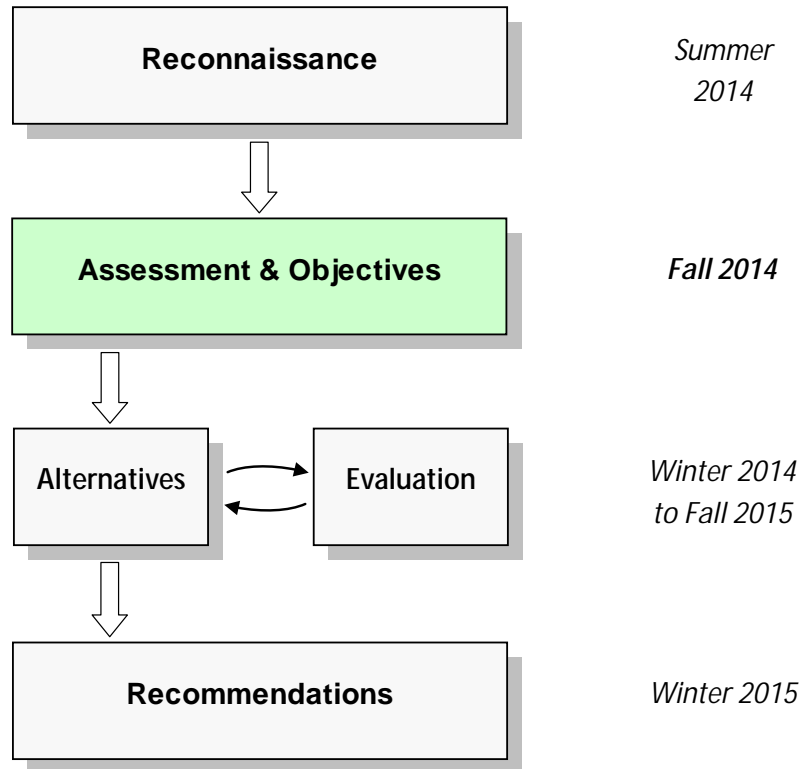 Reconnaissance
Summer
2014
Assessment & Objectives
Fall 2014
Alternatives
Evaluation
Winter 2014
to Fall 2015
Recommendations
Winter 2015